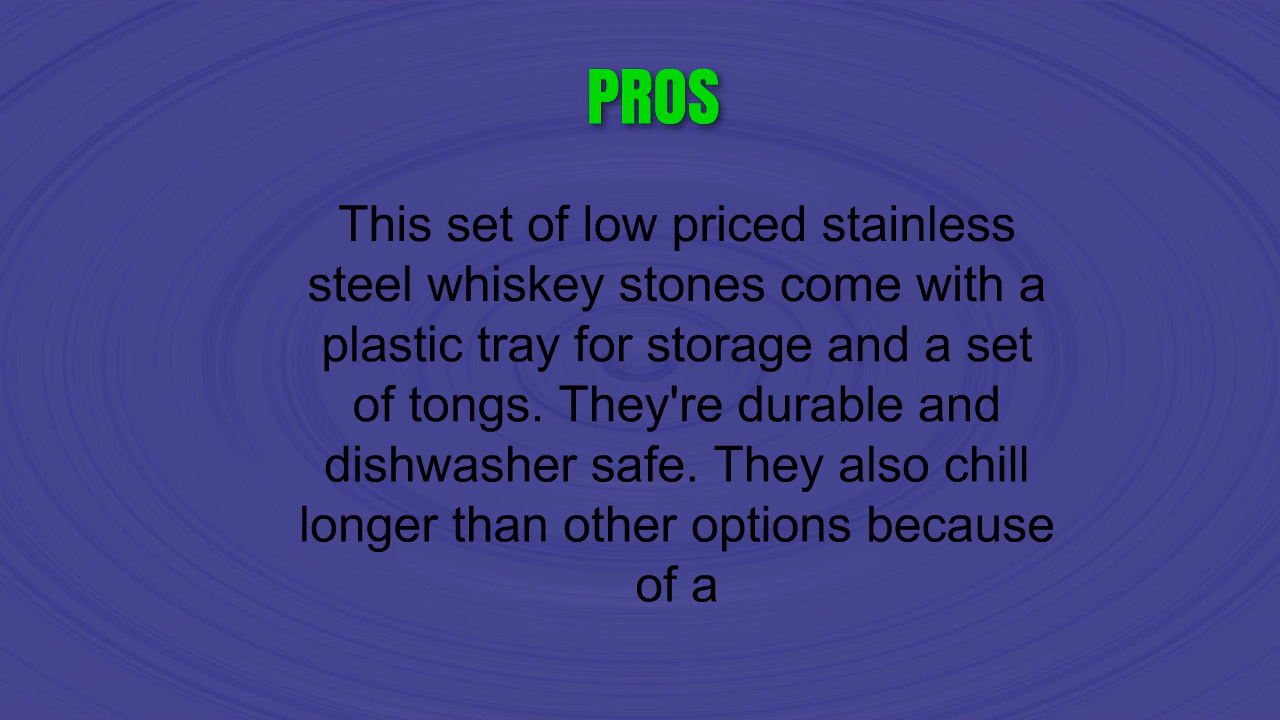 PROS
This set of low priced stainless
steel whiskey stones come with a
plastic tray for storage and a set
of tongs. They're durable and
dishwasher safe. They also chill
longer than other options because
of a